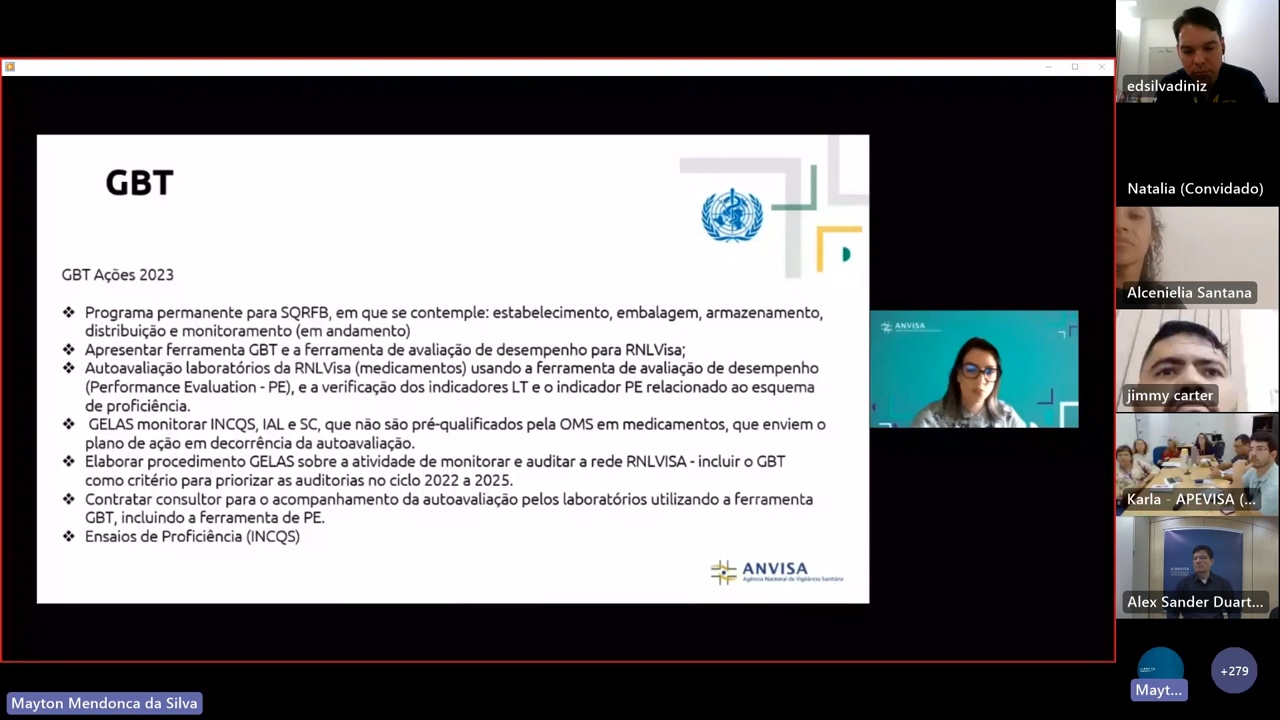 GBT
GBT Ações 2023
❖ Programa permanente para SQRFB, em que se contemple: estabelecimento, embalagem, armazenamento,
distribuição e monitoramento (em andamento)
❖ Apresentar ferramenta GBT e a ferramenta de avaliação de desempenho para RNLVisa;
❖ Autoavaliação laboratórios da RNLVisa (medicamentos) usando a ferramenta de avaliação de desempenho
(Performance Evaluation - PE), e a verificação dos indicadores LT e o indicador PE relacionado ao esquema
de proficiência.
❖ GELAS monitorar INCQS, IAL e SC, que não são pré-qualificados pela OMS em medicamentos, que enviem o
plano de ação em decorrência da autoavaliação.
❖ Elaborar procedimento GELAS sobre a atividade de monitorar e auditar a rede RNLVISA - incluir o GBT
como critério para priorizar as auditorias no ciclo 2022 a 2025.
❖ Contratar consultor para o acompanhamento da autoavaliação pelos laboratórios utilizando a ferramenta
GBT, incluindo a ferramenta de PE.
❖ Ensaios de Proficiência (INCQS)
ANVISA
Agência Nacional de Vigilância Sanitária
ANVISA
edsilvadiniz
Natalia (Convidado)
Alcenielia Santana
jimmy carter
Karla - APEVISA (...
Alex Sander Duart...
Mayt...
+279
Mayton Mendonca da Silva